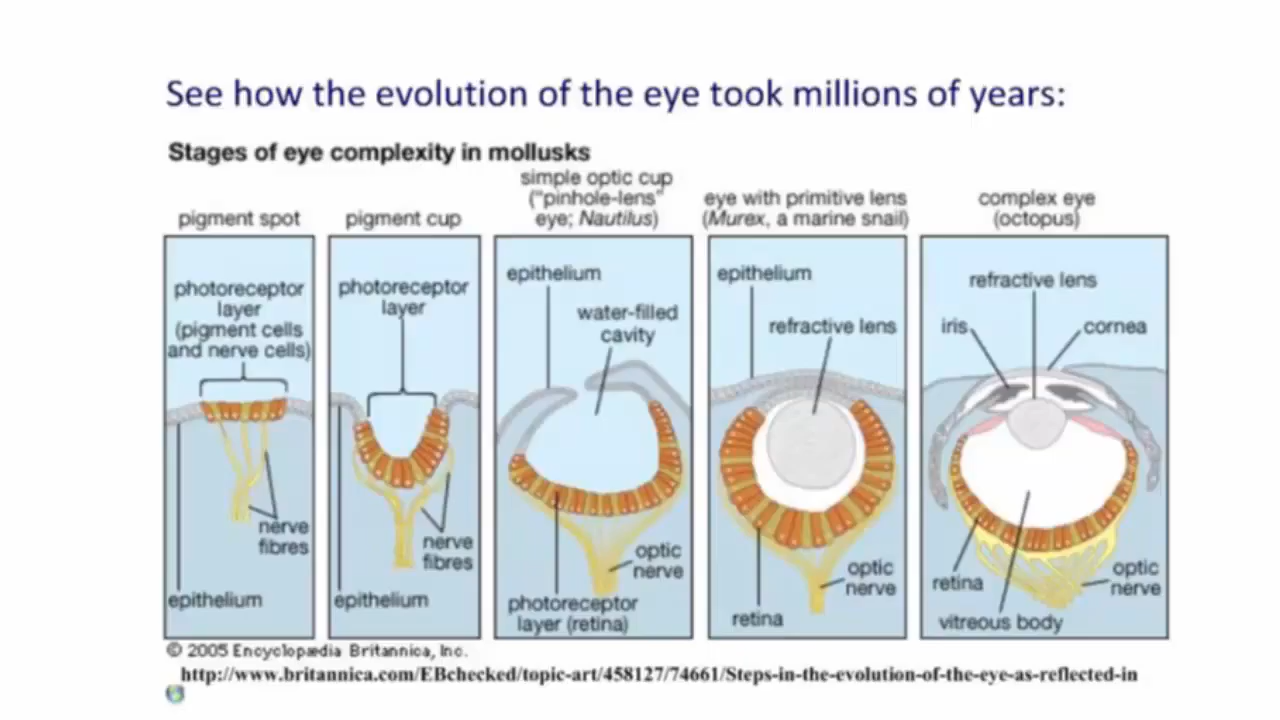 See how the evolution of the eye took millions of years:
Stages of eye complexity in mollusks
pigment spot
photoreceptor
layer
(pigment cells
and nerve cells)
nerve
fibres
epithelium
pigment cup
photoreceptor
layer
nerve
fibres
epithelium
simple optic cup
("pinhole-lens"
eye; Nautilus)
epithelium
water-filled
cavity
optic
nerve
photoreceptor
layer (retina)
eye with primitive lens
(Murex, a marine snail)
epithelium
refractive lens
optic
nerve
retina
complex eye
(octopus)
refractive lens
iris
cornea
retina
optic
nerve
vitreous body
© 2005 Encyclopædia Britannica, Inc.
http://www.britannica.com/EBchecked/topic-art/458127/74661/Steps-in-the-evolution-of-the-eye-as-reflected-in